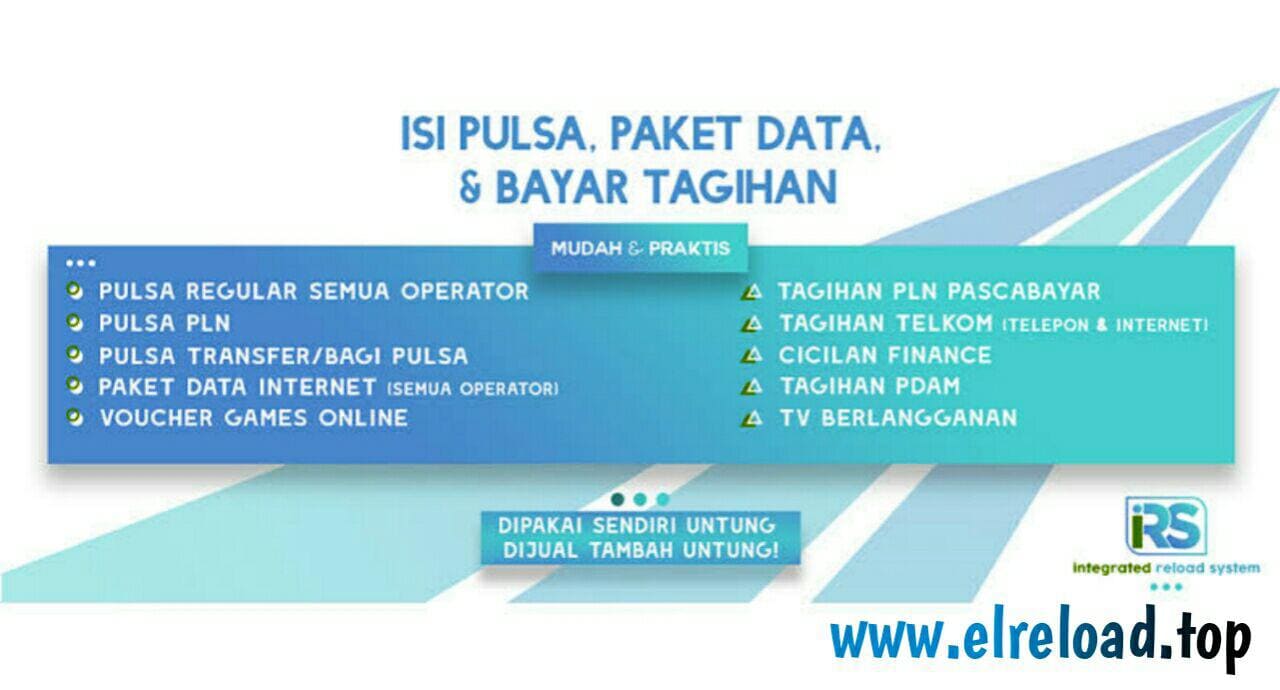 ISI PULSA, PAKET DATA,
& BAYAR TAGIHAN
MUDAH & PRAKTIS
PULSA REGULAR SEMUA OPERATOR
PULSA PLN
PULSA TRANSFER/BAGI PULSA
PAKET DATA INTERNET (SEMUA OPERATOR)
VOUCHER GAMES ONLINE
TAGIHAN PLN PASCABAYAR
TAGIHAN TELKOM (TELEPON & INTERNET)
CICILAN FINANCE
TAGIHAN PDAM
TV BERLANGGANAN
DIPAKAI SENDIRI UNTUNG
DIJUAL TAMBAH UNTUNG!
iRS
integrated reload system
www.elreload.top